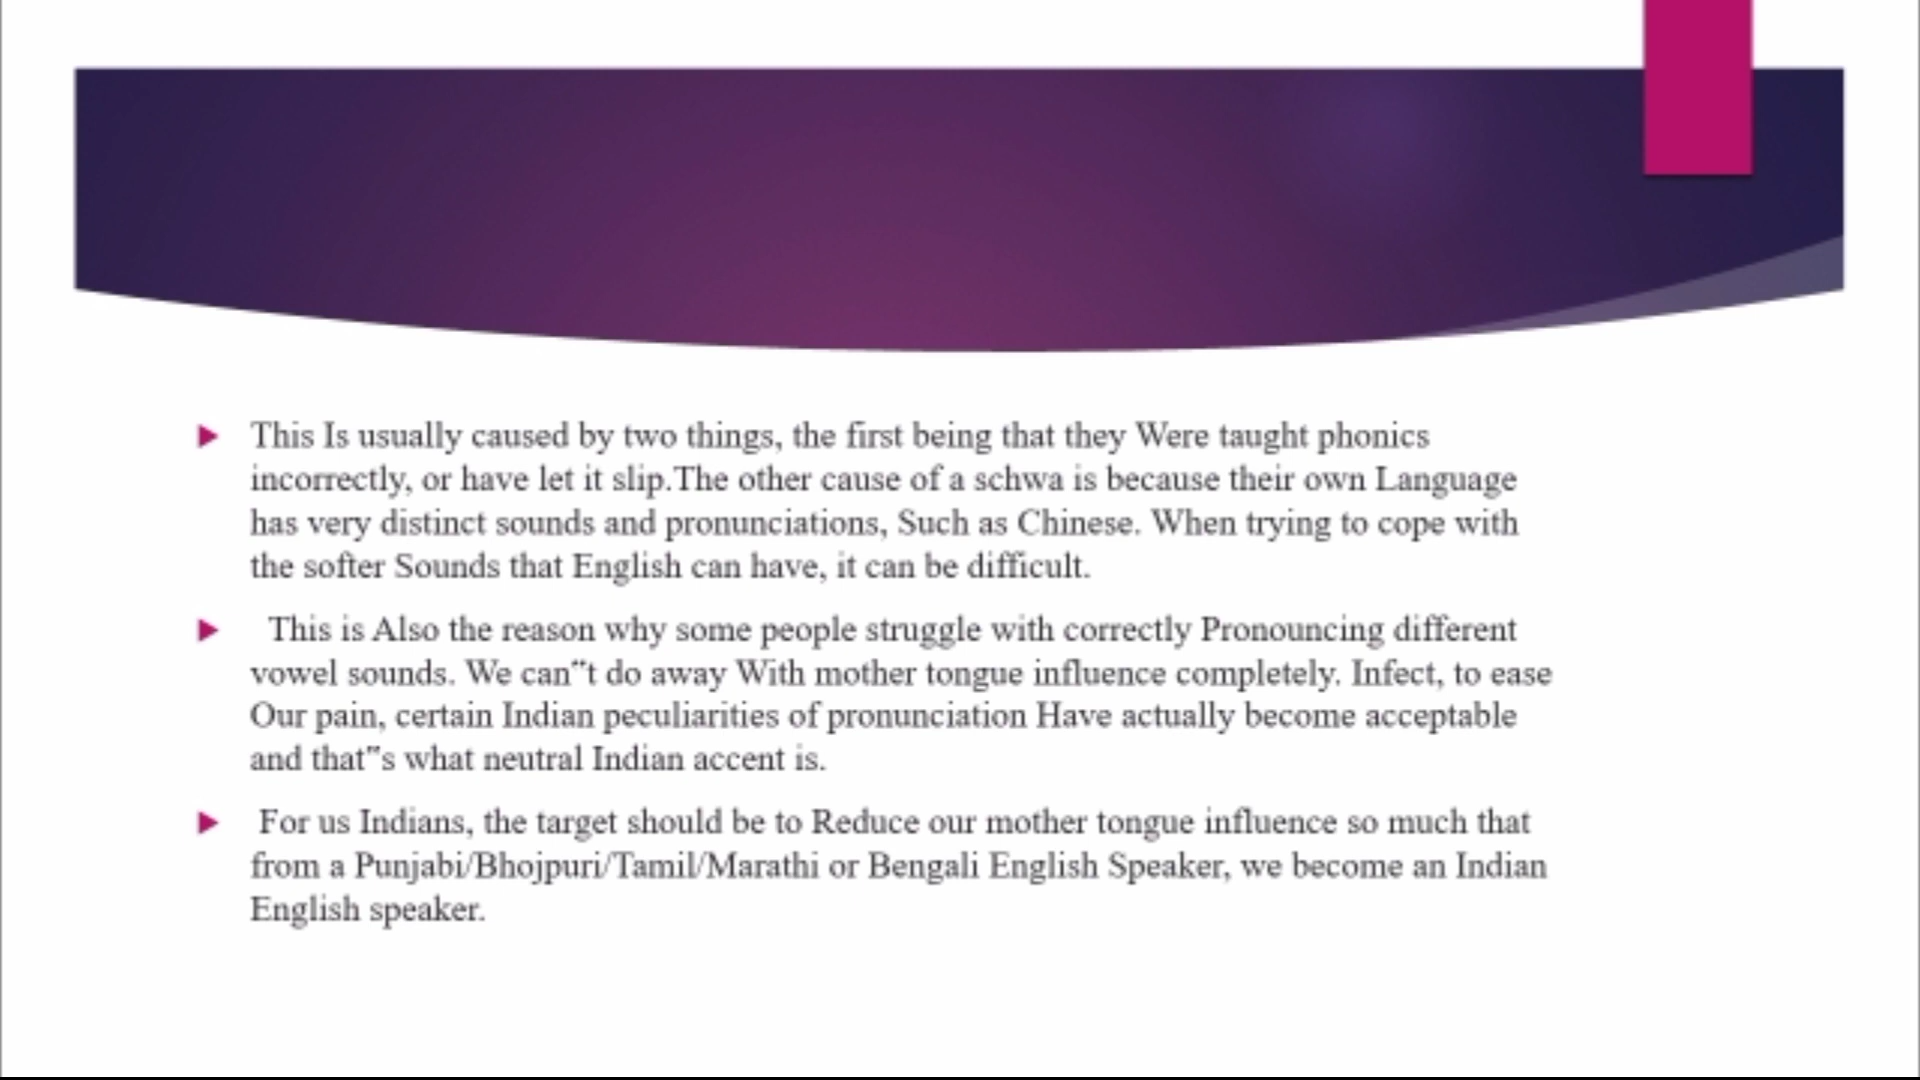 This Is usually caused by two things, the first being that they Were taught phonics
incorrectly, or have let it slip.The other cause of a schwa is because their own Language
has very distinct sounds and pronunciations, Such as Chinese. When trying to cope with
the softer Sounds that English can have, it can be difficult.
This is Also the reason why some people struggle with correctly Pronouncing different
vowel sounds. We can‟t do away With mother tongue influence completely. Infect, to ease
Our pain, certain Indian peculiarities of pronunciation Have actually become acceptable
and that‟s what neutral Indian accent is.
For us Indians, the target should be to Reduce our mother tongue influence so much that
from a Punjabi/Bhojpuri/Tamil/Marathi or Bengali English Speaker, we become an Indian
English speaker.